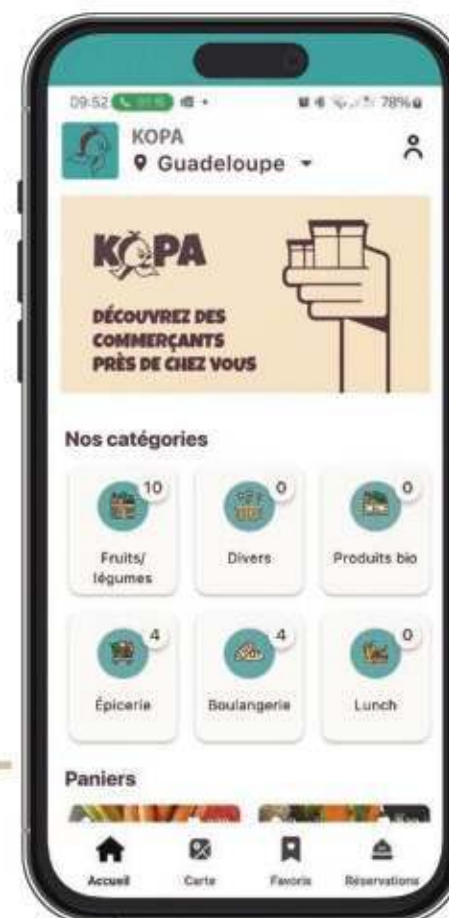 09:52
78%
KOPA
Guadeloupe
KOPA
DÉCOUVREZ DES
COMMERÇANTS
PRÈS DE CHEZ VOUS
Nos catégories
10
0
0
Fruits/
légumes
Divers
Produits bio
4
4
0
Épicerie
Boulangerie
Lunch
Paniers
Accueil
Carte
Favoris
Réservations